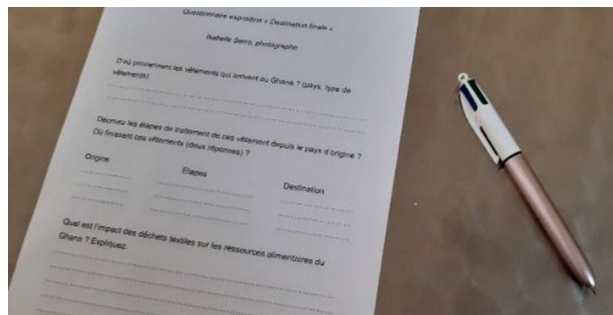 Questionnaire exposition « Destination finale »
Isabelle Serro, photographe
D'où proviennent les vêtements qui arrivent au Ghana ? (pays, type de
vêtements)
Décrivez les étapes de traitement de ces vêtement depuis le pays d'origine ?
Où finissent ces vêtements (deux réponses) ?
Origine
Étapes
Destination
Quel est l'impact des déchets textiles sur les ressources alimentaires du
Ghana ? Expliquez.